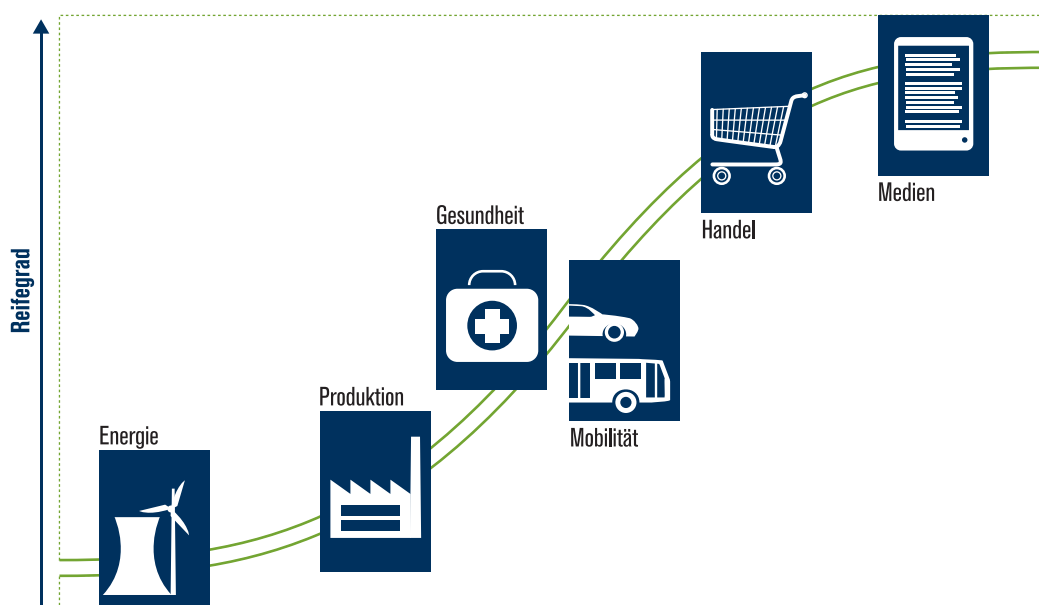 Reifegrad
Energie
Produktion
Gesundheit
Mobilität
Handel
Medien